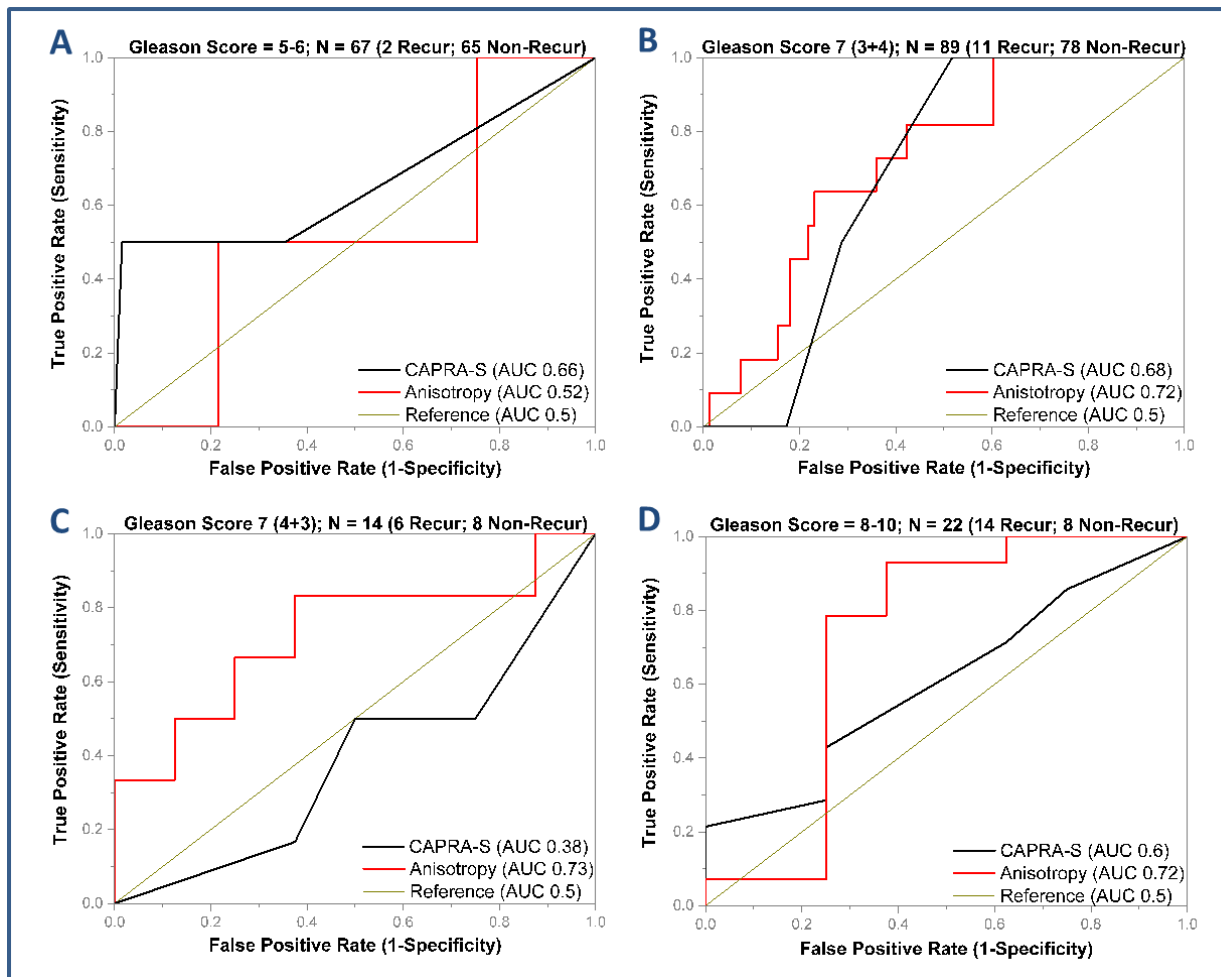 A
Gleason Score = 5-6; N = 67 (2 Recur; 65 Non-Recur)
True Positive Rate (Sensitivity)
1.0
0.8
0.6
0.4
0.2
0.0
CAPRA-S (AUC 0.66)
Anisotropy (AUC 0.52)
Reference (AUC 0.5)
0.0 0.2 0.4 0.6 0.8 1.0
False Positive Rate (1-Specificity)
B
Gleason Score 7 (3+4); N = 89 (11 Recur; 78 Non-Recur)
True Positive Rate (Sensitivity)
1.0
0.8
0.6
0.4
0.2
0.0
CAPRA-S (AUC 0.68)
Anistotropy (AUC 0.72)
Reference (AUC 0.5)
0.0 0.2 0.4 0.6 0.8 1.0
False Positive Rate (1-Specificity)
C
Gleason Score 7 (4+3); N = 14 (6 Recur; 8 Non-Recur)
True Positive Rate (Sensitivity)
1.0
0.8
0.6
0.4
0.2
0.0
CAPRA-S (AUC 0.38)
Anisotropy (AUC 0.73)
Reference (AUC 0.5)
0.0 0.2 0.4 0.6 0.8 1.0
False Positive Rate (1-Specificity)
D
Gleason Score = 8-10; N = 22 (14 Recur; 8 Non-Recur)
True Positive Rate (Sensitivity)
1.0
0.8
0.6
0.4
0.2
0.0
CAPRA-S (AUC 0.6)
Anisotropy (AUC 0.72)
Reference (AUC 0.5)
0.0 0.2 0.4 0.6 0.8 1.0
False Positive Rate (1-Specificity)